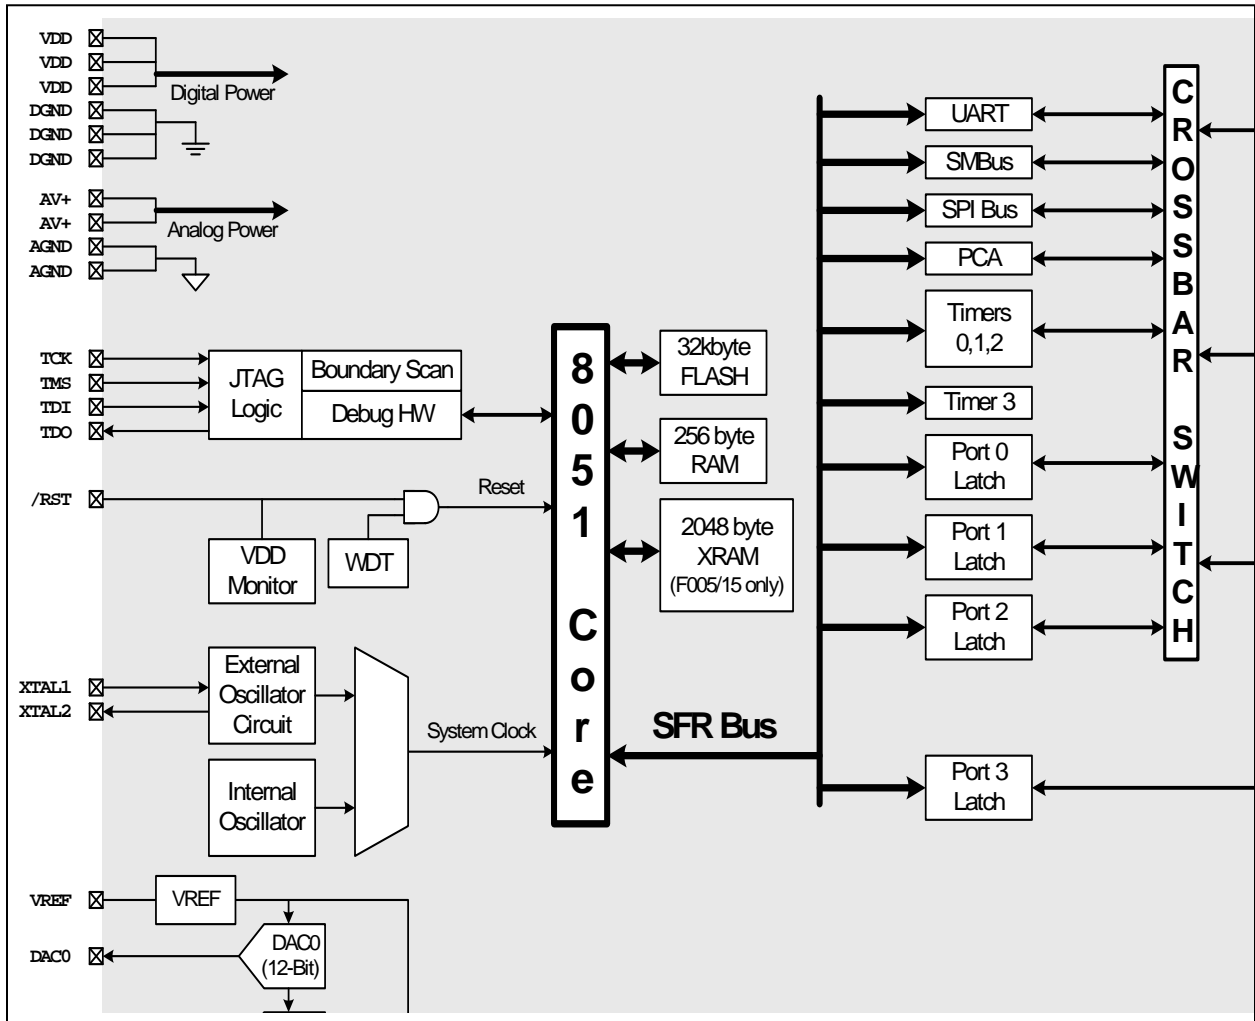 VDD
VDD
VDD
Digital Power
DGND
DGND
DGND
AV+
AV+
Analog Power
AGND
AGND
TCK
TMS
TDI
TDO
JTAG
Logic
Boundary Scan
Debug HW
/RST
Reset
VDD
Monitor
WDT
XTAL1
XTAL2
External
Oscillator
Circuit
System Clock
Internal
Oscillator
VREF
VREF
DAC0
DAC0
(12-Bit)
8051 Core
32kbyte
FLASH
256 byte
RAM
2048 byte
XRAM
(F005/15 only)
SFR Bus
UART
SMBus
SPI Bus
PCA
Timers
0,1,2
Timer 3
Port 0
Latch
Port 1
Latch
Port 2
Latch
Port 3
Latch
CROSSBAR SWITCH